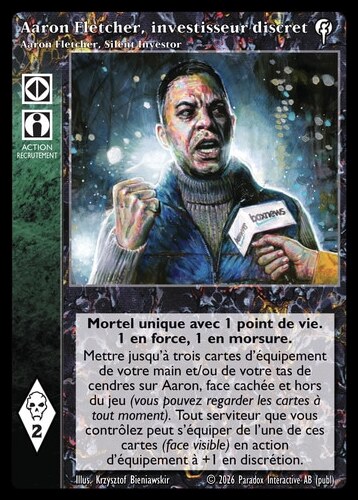 Aaron Fletcher, investisseur discret
Aaron Fletcher, Silent Investor
ACTION
RECRUTEMENT
boxnews
Mortel unique avec 1 point de vie.
1 en force, 1 en morsure.
Mettre jusqu'à trois cartes d'équipement
de votre main et/ou de votre tas de
cendres sur Aaron, face cachée et hors
du jeu (vous pouvez regarder les cartes à
tout moment). Tout serviteur que vous
contrôlez peut s'équiper de l'une de ces
cartes (face visible) en action
d'équipement à +1 en discrétion.
2
Illus. Krzysztof Bieniawskir
© 2026 Paradox Interactive AB (publ)